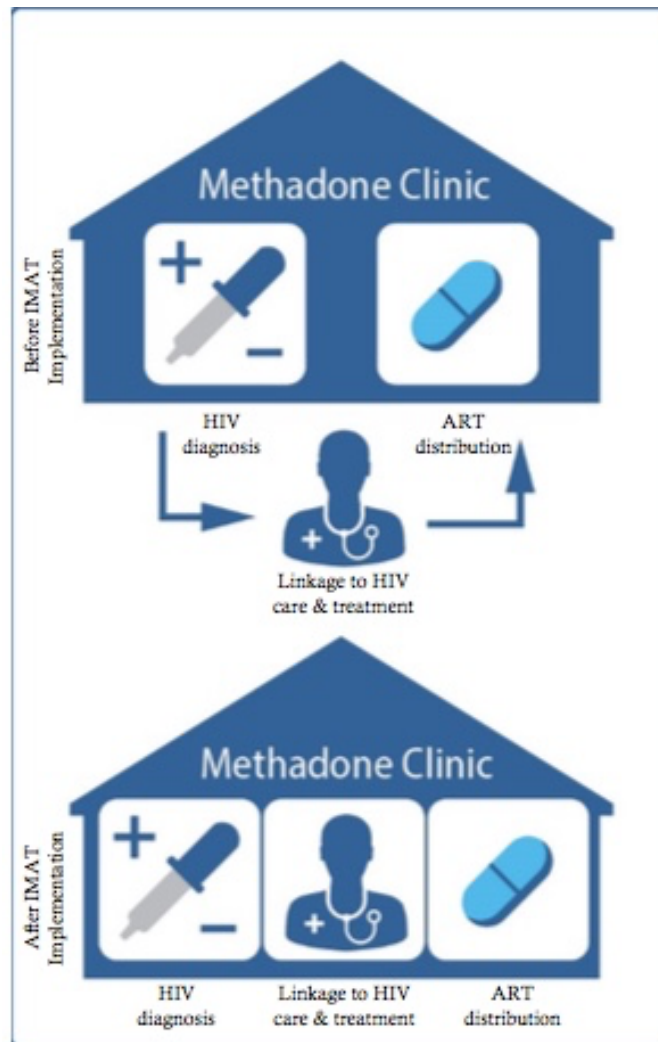 Methadone Clinic
Before IMAT
Implementation
HIV
diagnosis
ART
distribution
Linkage to HIV
care & treatment
Methadone Clinic
After IMAT
Implementation
HIV
diagnosis
Linkage to HIV
care & treatment
ART
distribution